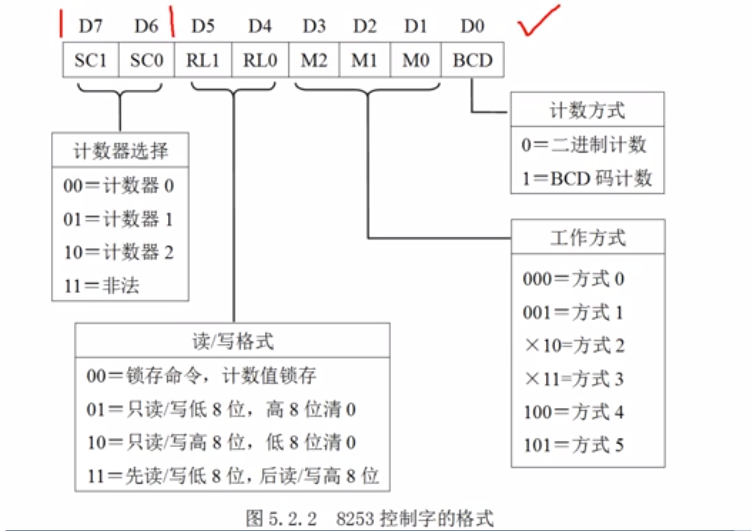 D7 D6 D5 D4 D3 D2 D1 D0
SC1 SC0 RL1 RL0 M2 M1 M0 BCD
计数方式
0=二进制计数
1=BCD 码计数
计数器选择
00=计数器 0
01=计数器 1
10=计数器 2
11=非法
工作方式
000=方式 0
001=方式 1
×10=方式 2
×11=方式 3
100=方式 4
101=方式 5
读/写格式
00=锁存命令，计数值锁存
01=只读/写低 8 位，高 8 位清 0
10=只读/写高 8 位，低 8 位清 0
11=先读/写低 8 位，后读/写高 8 位
图 5.2.2 8253 控制字的格式